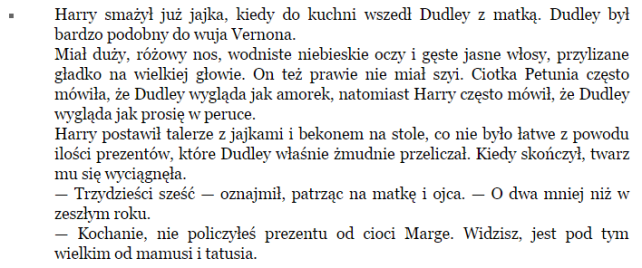 Harry smażył już jajka, kiedy do kuchni wszedł Dudley z matką. Dudley był
bardzo podobny do wuja Vernona.
Miał duży, różowy nos, wodniste niebieskie oczy i gęste jasne włosy, przylizane
gładko na wielkiej głowie. On też prawie nie miał szyi. Ciotka Petunia często
mówiła, że Dudley wygląda jak amorek, natomiast Harry często mówił, że Dudley
wygląda jak prosię w peruce.
Harry postawił talerze z jajkami i bekonem na stole, co nie było łatwe z powodu
ilości prezentów, które Dudley właśnie żmudnie przeliczał. Kiedy skończył, twarz
mu się wyciągnęła.
— Trzydzieści sześć — oznajmił, patrząc na matkę i ojca. — O dwa mniej niż w
zeszłym roku.
— Kochanie, nie policzyłeś prezentu od cioci Marge. Widzisz, jest pod tym
wielkim od mamusi i tatusia.